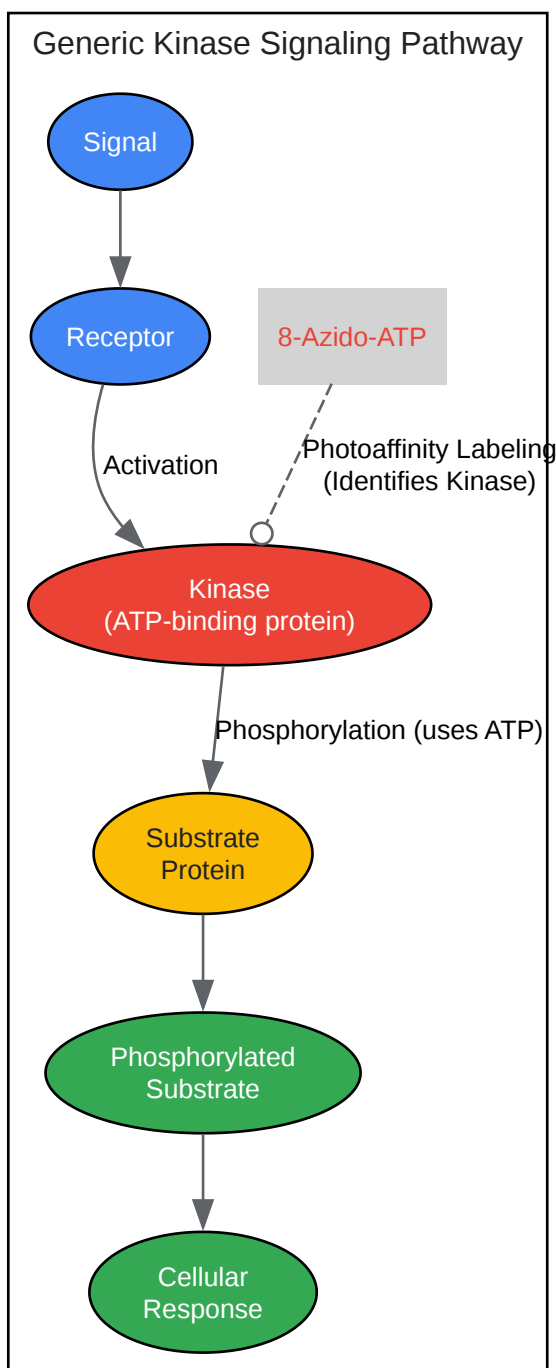 Generic Kinase Signaling Pathway
Signal
Receptor
8-Azido-ATP
Activation
Photoaffinity Labeling
(Identifies Kinase)
Kinase
(ATP-binding protein)
Phosphorylation (uses ATP)
Substrate
Protein
Phosphorylated
Substrate
Cellular
Response